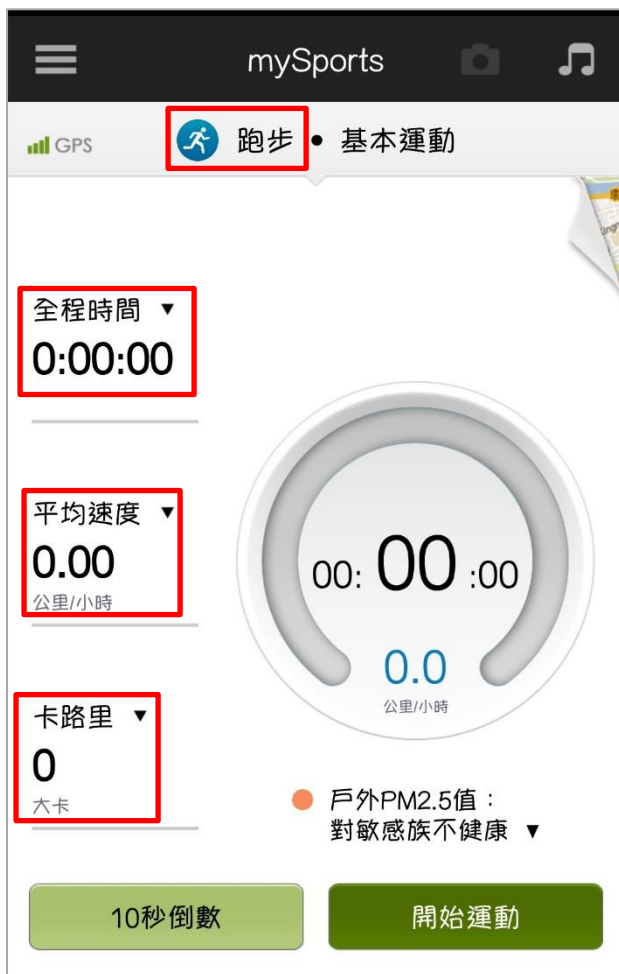 mySports
GPS
跑步 • 基本運動
全程時間 ▼
0:00:00
平均速度 ▼
0.00
公里/小時
00: 00 :00
0.0
公里/小時
卡路里 ▼
0
大卡
戶外PM2.5值：
對敏感族不健康 ▼
10秒倒數
開始運動